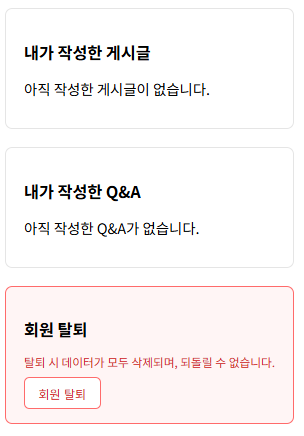 내가 작성한 게시글
아직 작성한 게시글이 없습니다.
내가 작성한 Q&A
아직 작성한 Q&A가 없습니다.
회원 탈퇴
탈퇴 시 데이터가 모두 삭제되며, 되돌릴 수 없습니다.
회원 탈퇴